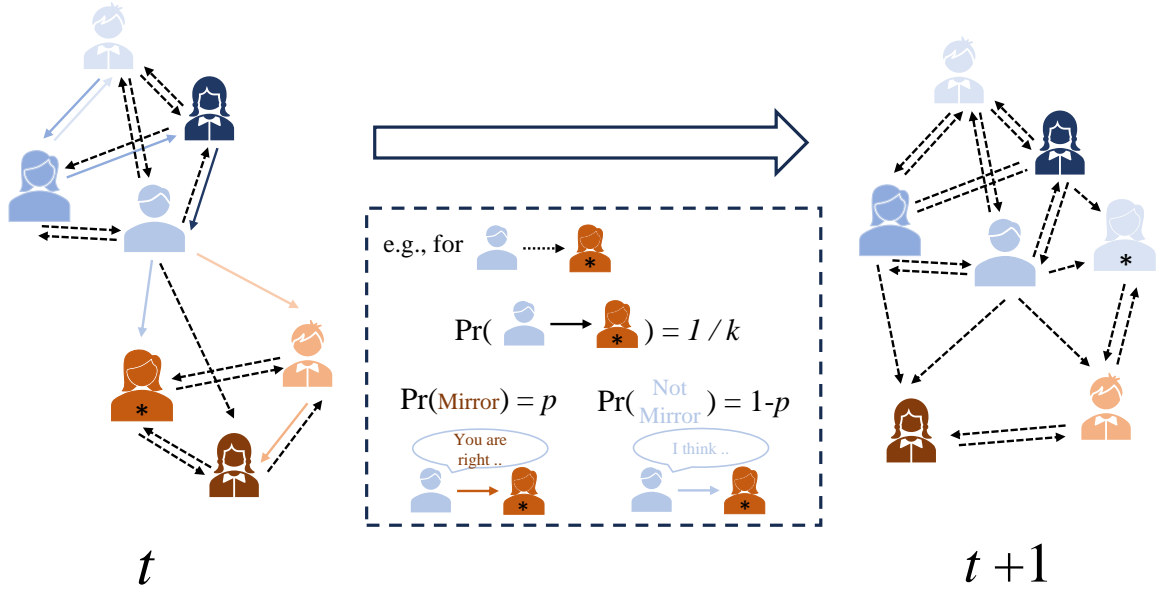 e.g., for
*
Pr( * ) = 1 / k
Pr(Mirror) = p
Pr( Not Mirror ) = 1-p
You are
right ..
I think ..
*
*
*
*
t
t +1